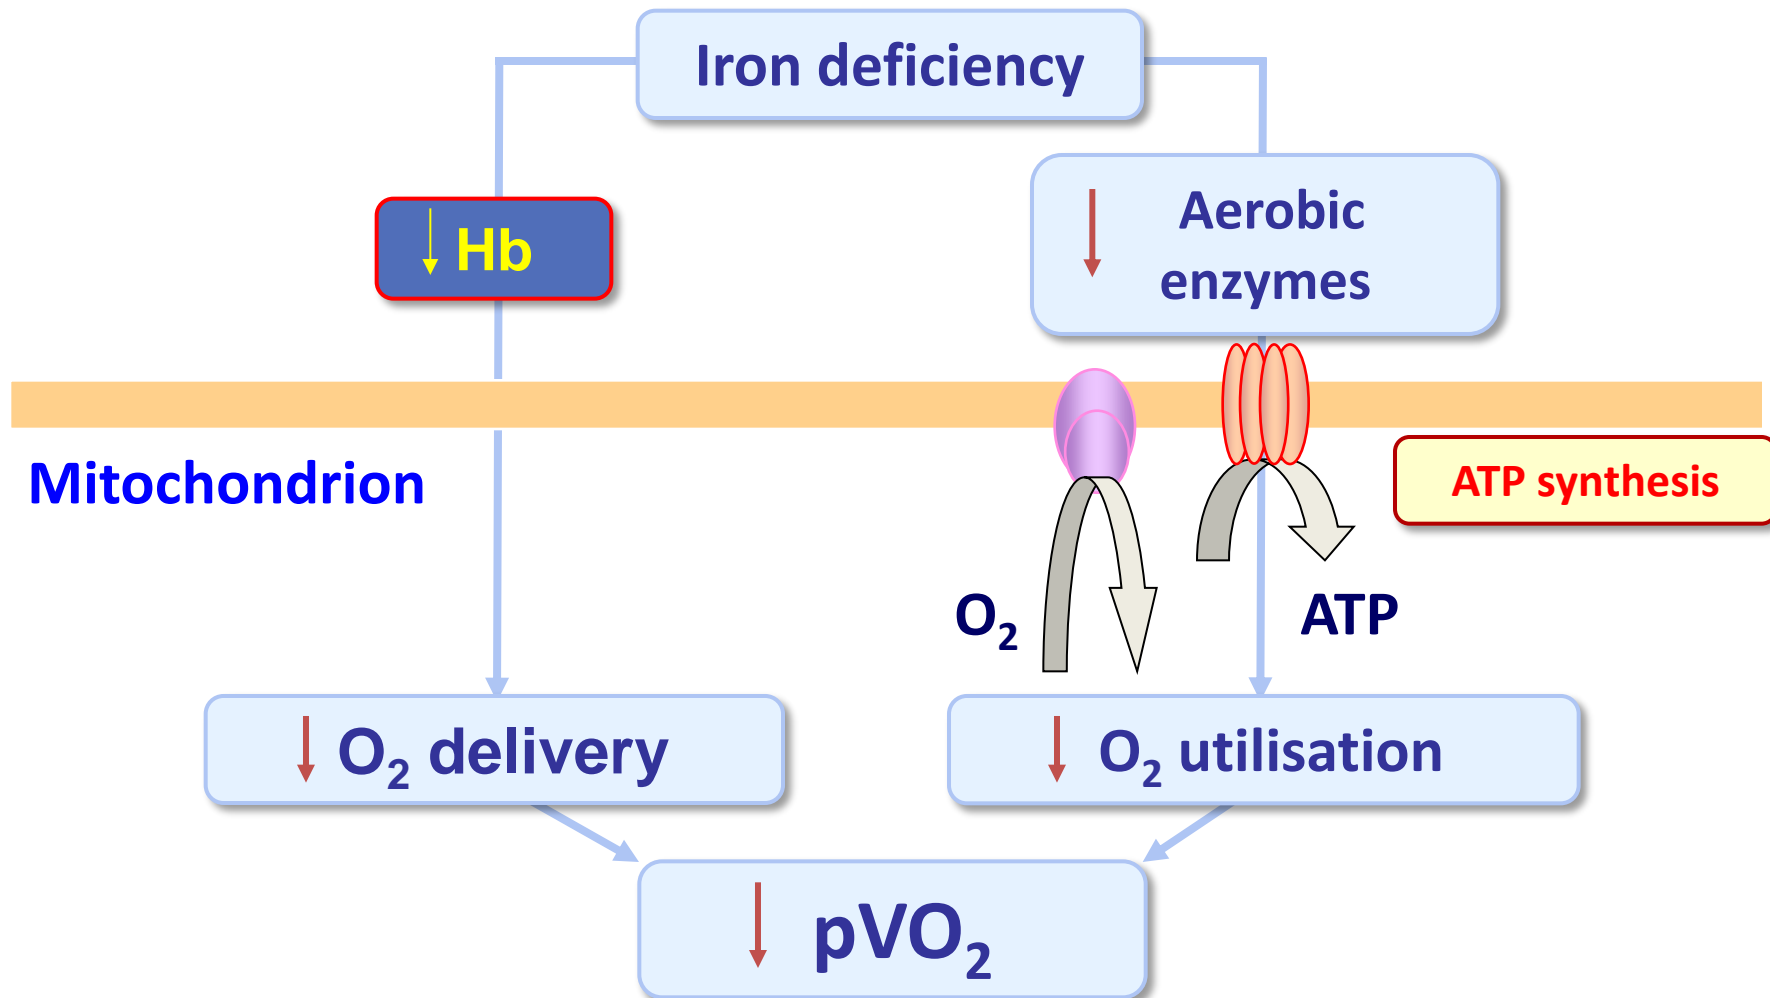 Iron deficiency
Hb
Aerobic
enzymes
Mitochondrion
ATP synthesis
O₂
ATP
O₂ delivery
O₂ utilisation
pVO₂